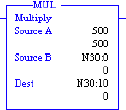 MUL
Multiply
Source A 500
500
Source B N30:0
0
Dest N30:10
0